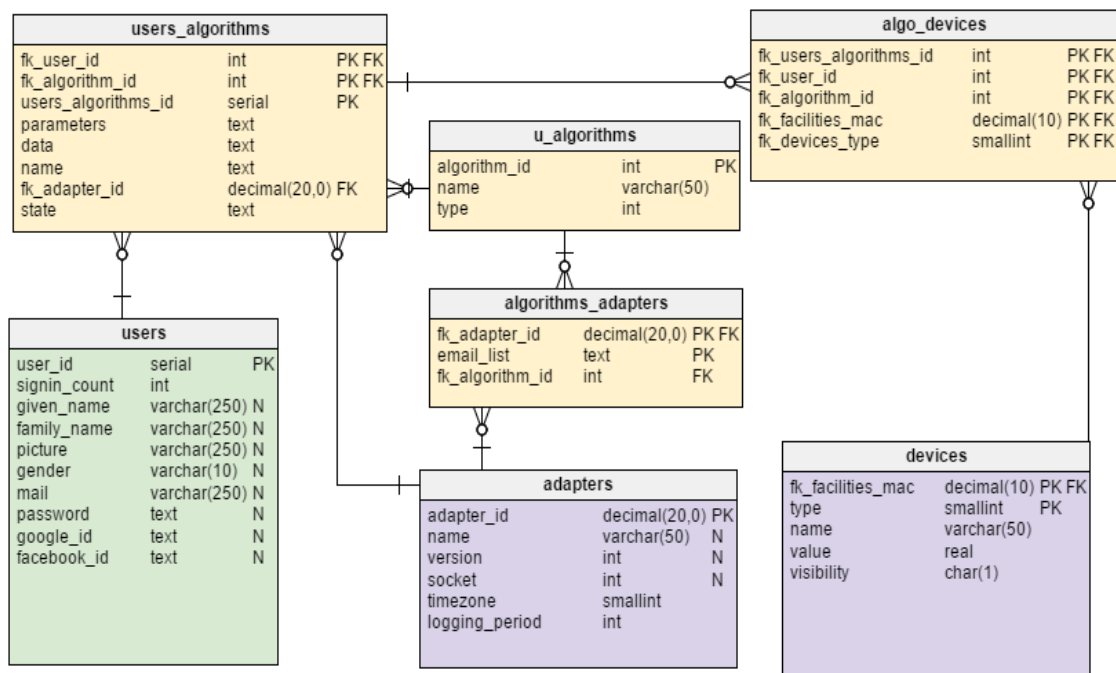 users_algorithms
fk_user_id int PK FK
fk_algorithm_id int PK FK
users_algorithms_id serial PK
parameters text
data text
name text
fk_adapter_id decimal(20,0) FK
state text
algo_devices
fk_users_algorithms_id int PK FK
fk_user_id int PK FK
fk_algorithm_id int PK FK
fk_facilities_mac decimal(10) PK FK
fk_devices_type smallint PK FK
u_algorithms
algorithm_id int PK
name varchar(50)
type int
algorithms_adapters
fk_adapter_id decimal(20,0) PK FK
email_list text PK
fk_algorithm_id int FK
users
user_id serial PK
signin_count int
given_name varchar(250) N
family_name varchar(250) N
picture varchar(250) N
gender varchar(10) N
mail varchar(250) N
password text N
google_id text N
facebook_id text N
adapters
adapter_id decimal(20,0) PK
name varchar(50) N
version int N
socket int N
timezone smallint
logging_period int
devices
fk_facilities_mac decimal(10) PK FK
type smallint PK
name varchar(50)
value real
visibility char(1)